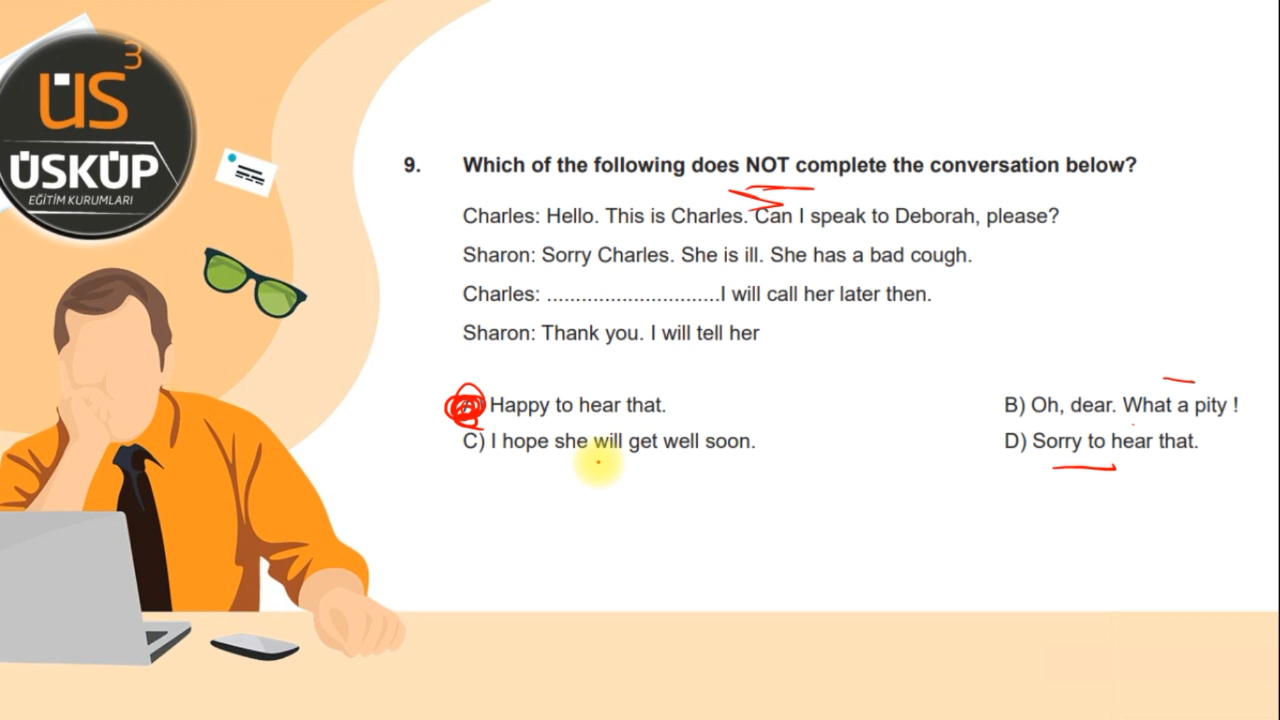 3
üs
ÜSKÜP
EĞİTİM KURUMLARI
9. Which of the following does NOT complete the conversation below?
Charles: Hello. This is Charles. Can I speak to Deborah, please?
Sharon: Sorry Charles. She is ill. She has a bad cough.
Charles: .............................I will call her later then.
Sharon: Thank you. I will tell her
A) Happy to hear that. B) Oh, dear. What a pity !
C) I hope she will get well soon. D) Sorry to hear that.